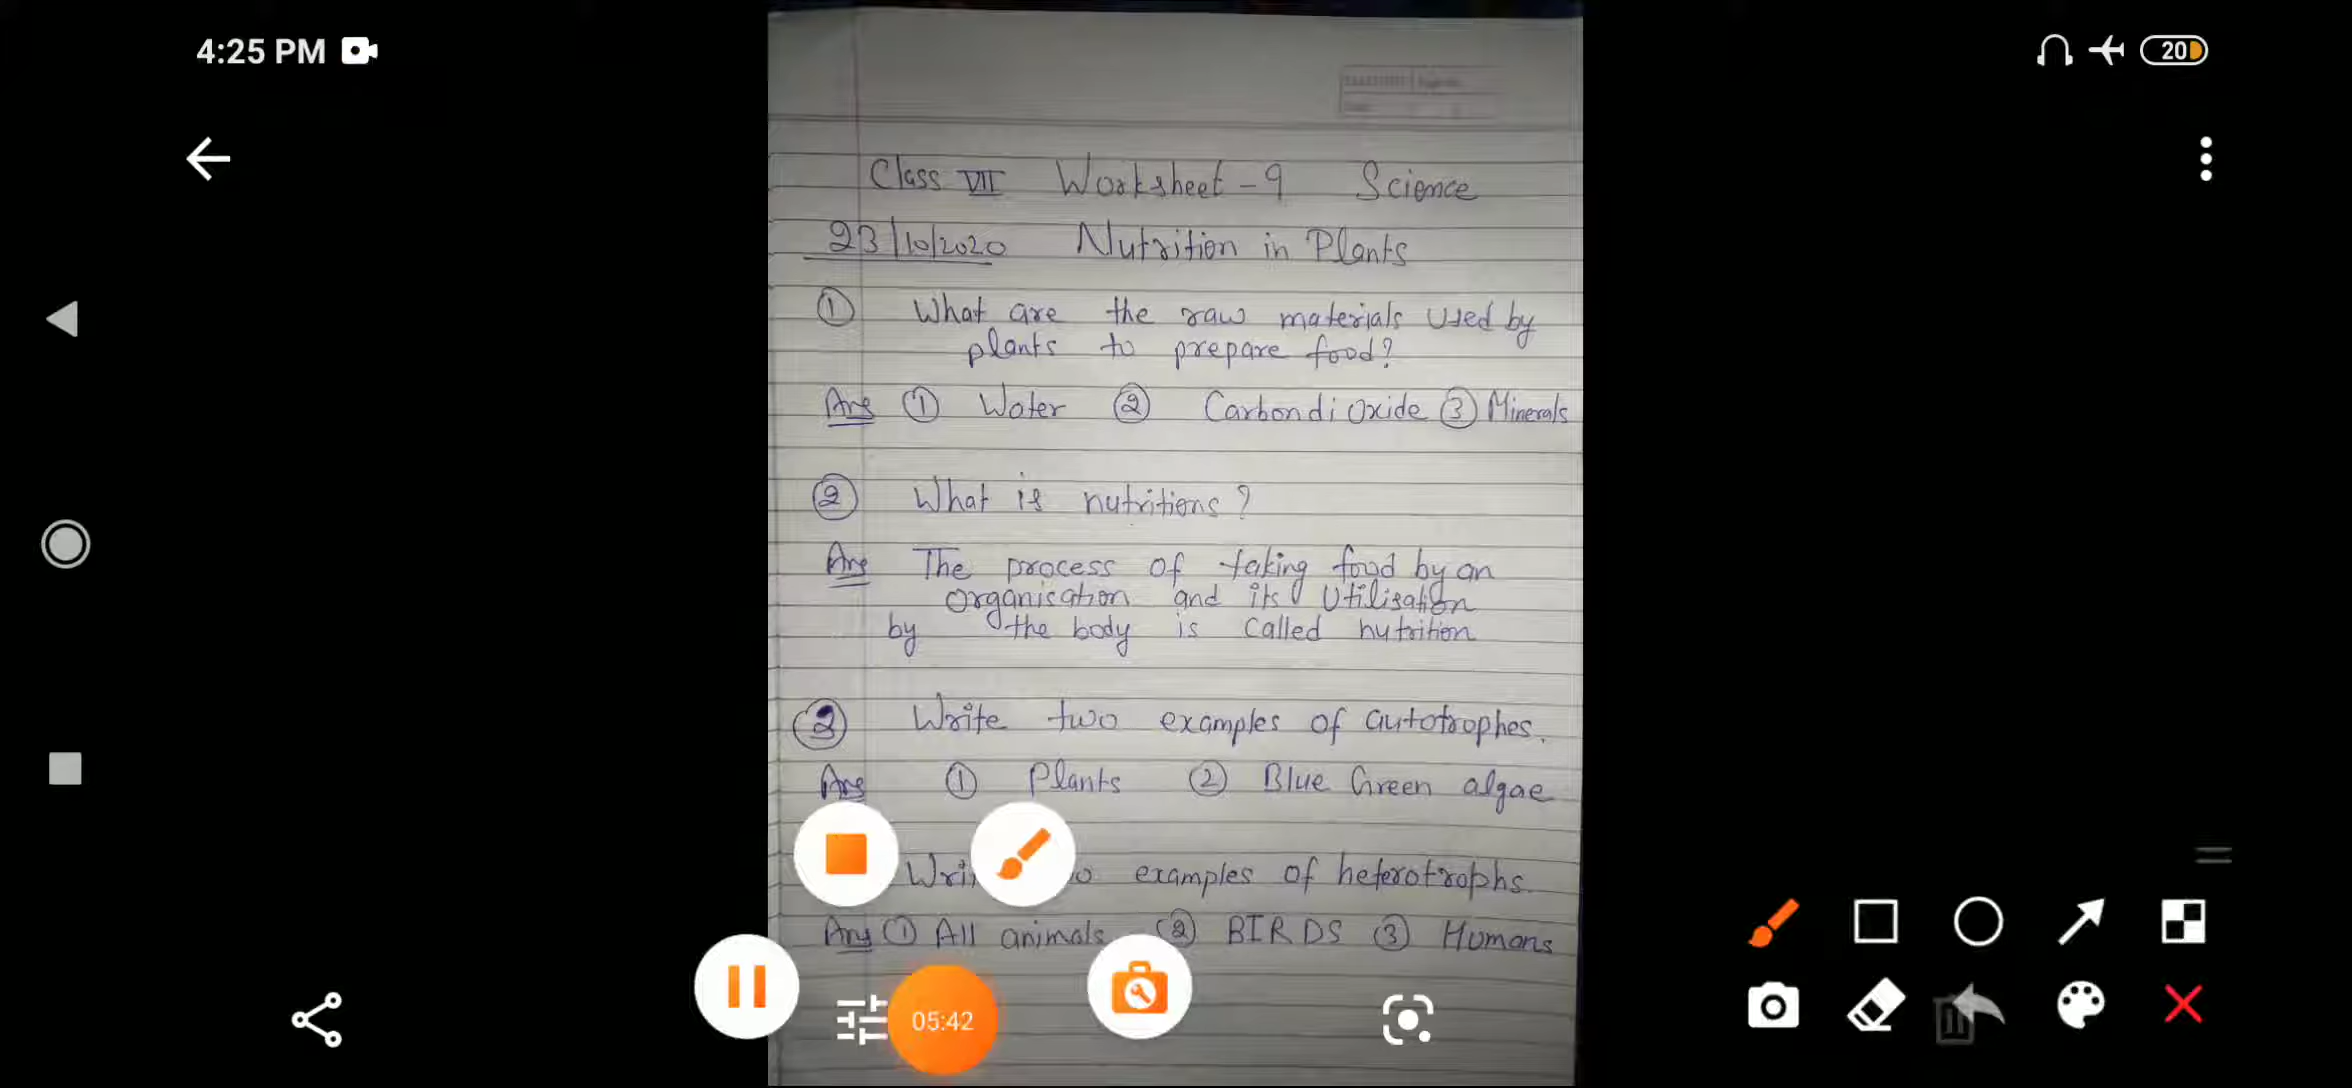 4:25 PM
20
Class VII Worksheet - 9 Science
23/10/2020 Nutrition in Plants
① What are the raw materials used by
plants to prepare food?
Ans ① Water ② Carbondioxide ③ Minerals
② What is nutritions?
Ans The process of taking food by an
organisation and its Utilisation
by the body is called nutrition
③ Write two examples of autotrophes.
Ans ① Plants ② Blue Green algae
examples of heterotrophs.
Ans ① All animals ② BIRDS ③ Humans
05:42